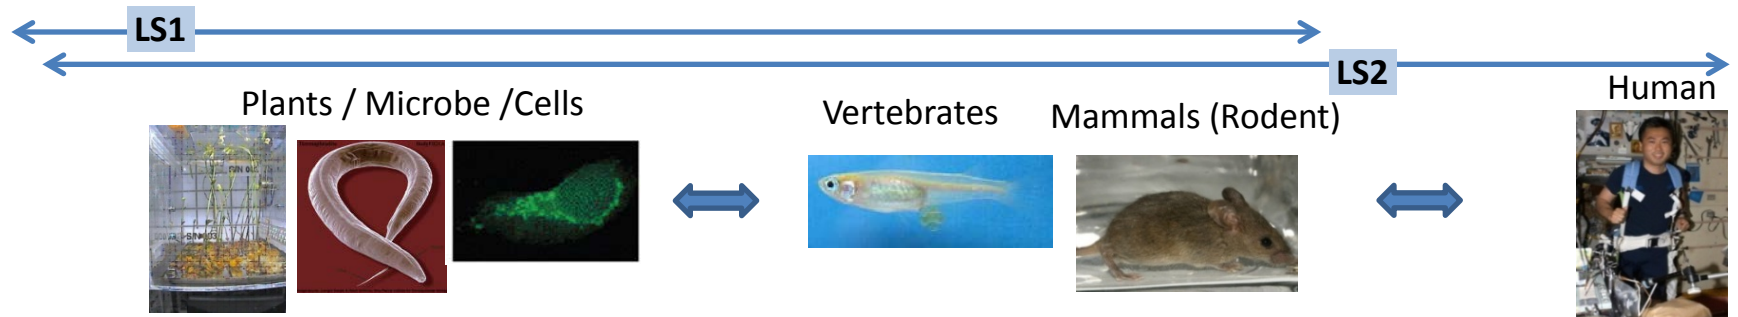 LS1
LS2
Human
Plants / Microbe /Cells
Vertebrates
Mammals (Rodent)